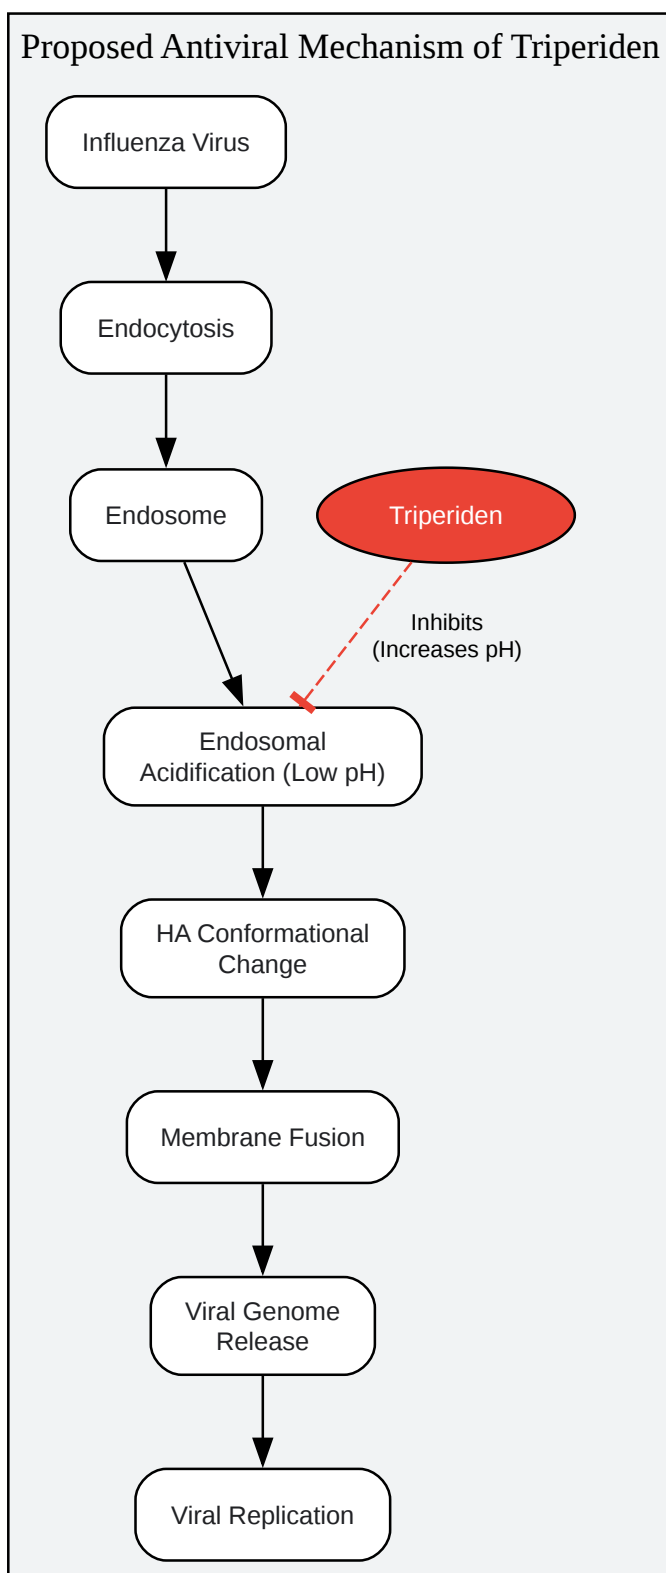 Proposed Antiviral Mechanism of Triperiden
Influenza Virus
Endocytosis
Endosome
Triperiden
Inhibits
(Increases pH)
Endosomal
Acidification (Low pH)
HA Conformational
Change
Membrane Fusion
Viral Genome
Release
Viral Replication